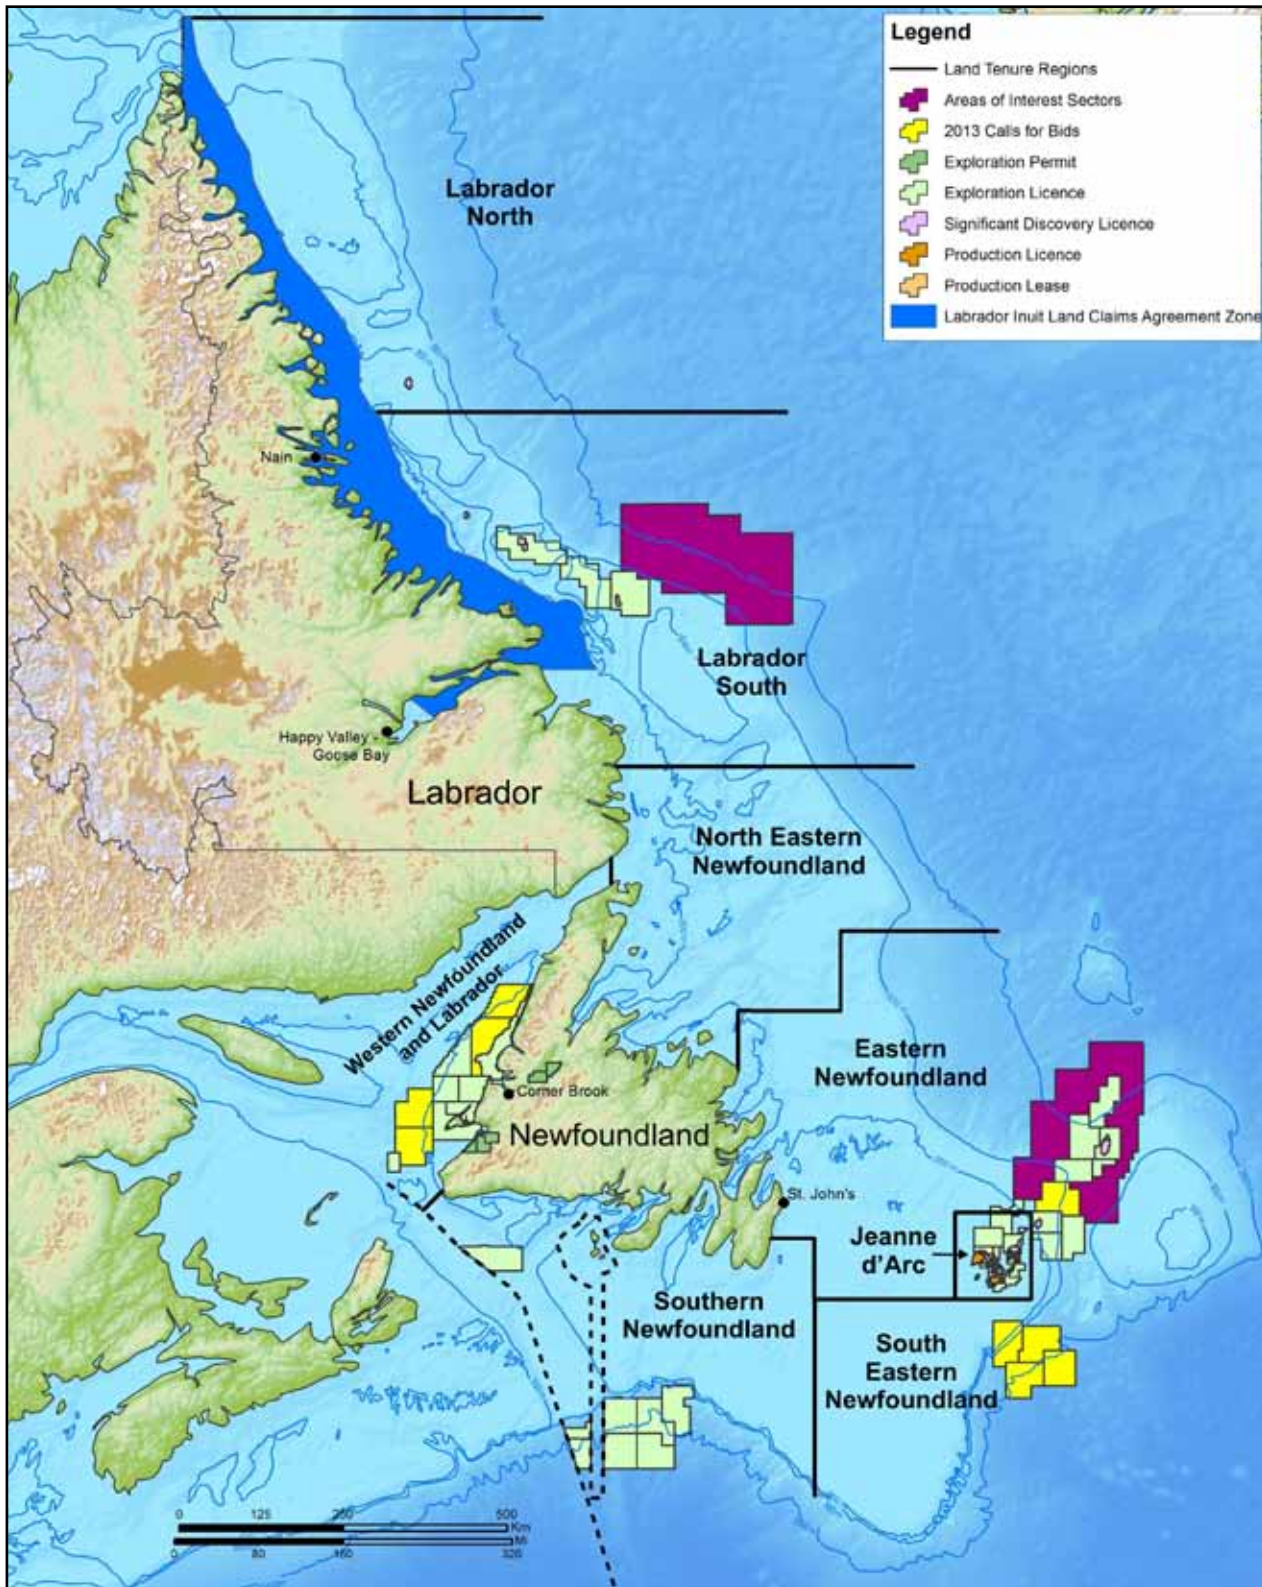 Legend
Land Tenure Regions
Areas of Interest Sectors
2013 Calls for Bids
Exploration Permit
Exploration Licence
Significant Discovery Licence
Production Licence
Production Lease
Labrador Inuit Land Claims Agreement Zone
Labrador
North
Nain
Labrador
South
Happy Valley -
Goose Bay
Labrador
North Eastern
Newfoundland
Western Newfoundland
and Labrador
Eastern
Newfoundland
Corner Brook
Newfoundland
St. John's
Jeanne
d'Arc
Southern
Newfoundland
South
Eastern
Newfoundland
0 125 250 500
Km
Mi
0 80 160 320